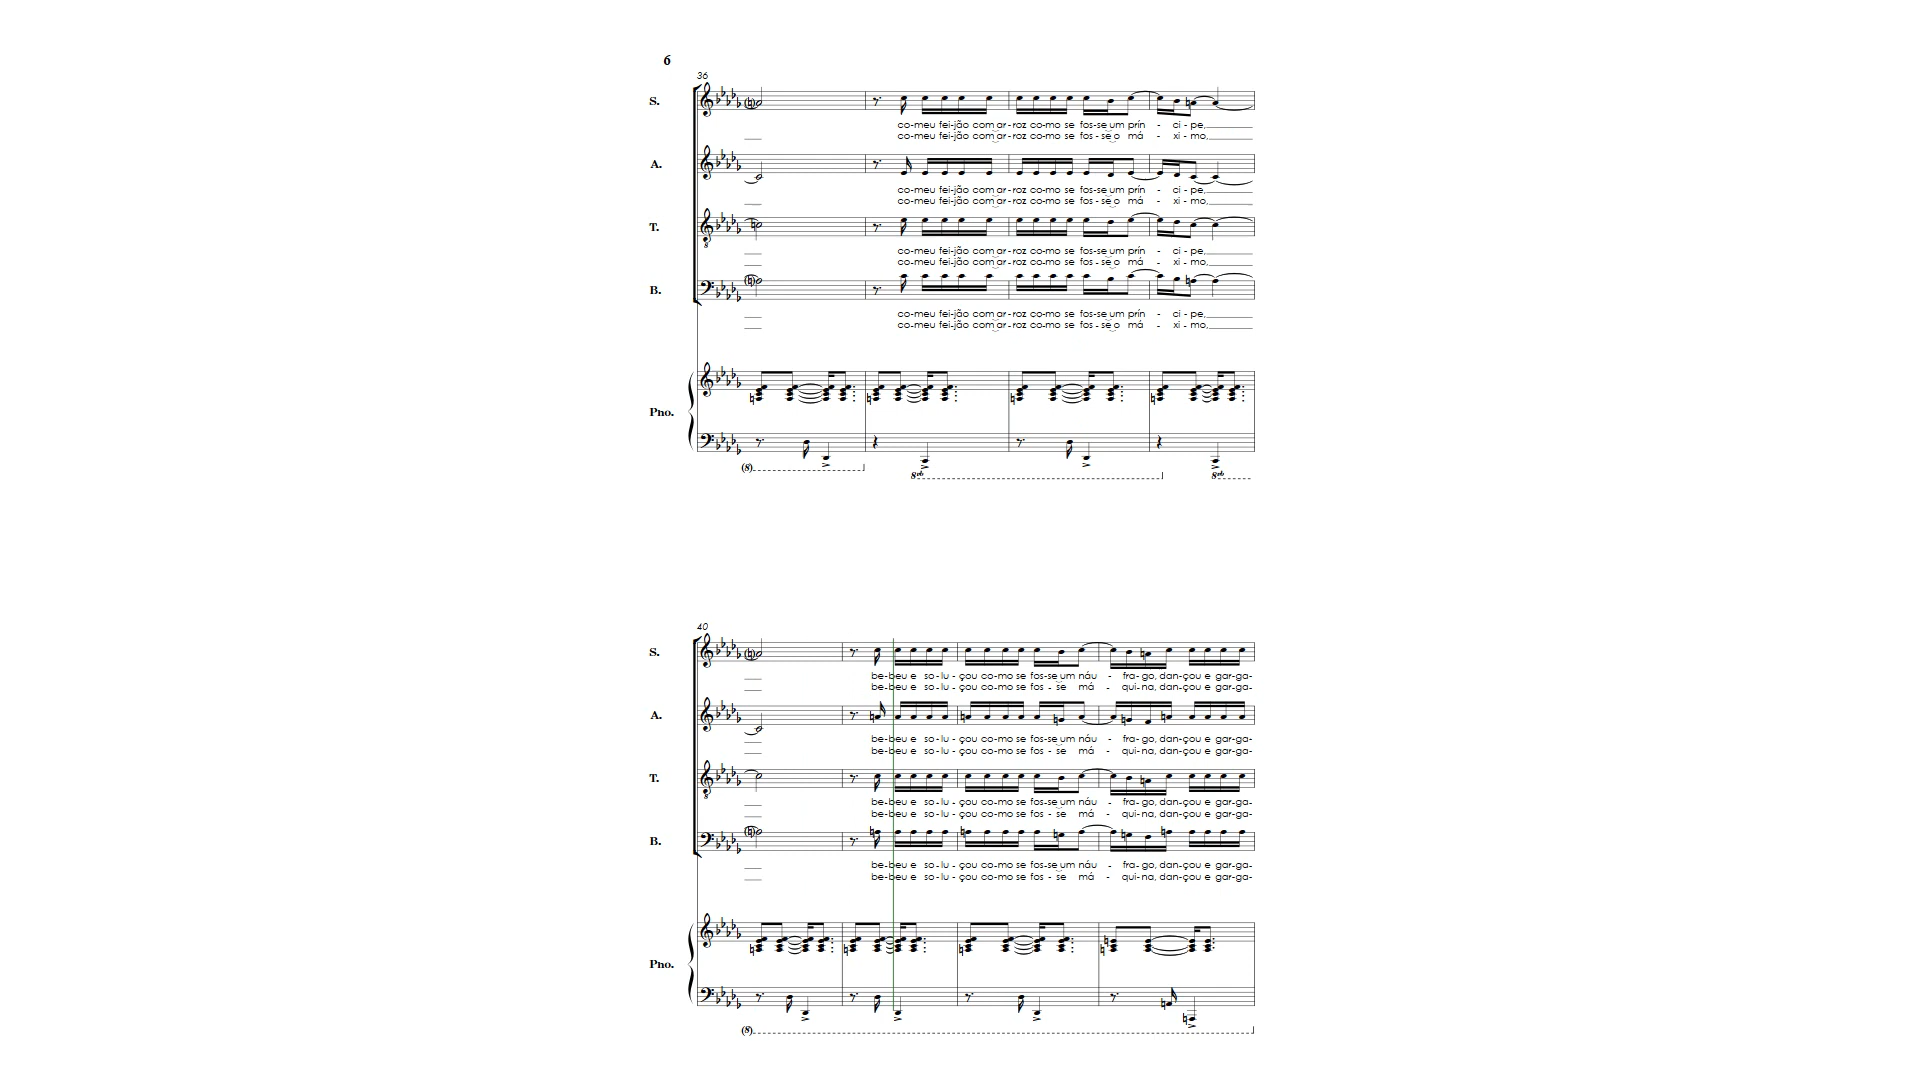 6
36
S.
co-meu fei-jão com ar-roz co-mo se fos-se um prín - ci - pe,
co-meu fei-jão com ar-roz co-mo se fos - se o má - xi - mo,
A.
co-meu fei-jão com ar-roz co-mo se fos-se um prín - ci - pe,
co-meu fei-jão com ar-roz co-mo se fos - se o má - xi - mo,
T.
8
co-meu fei-jão com ar-roz co-mo se fos-se um prín - ci - pe,
co-meu fei-jão com ar-roz co-mo se fos - se o má - xi - mo,
B.
co-meu fei-jão com ar-roz co-mo se fos-se um prín - ci - pe,
co-meu fei-jão com ar-roz co-mo se fos - se o má - xi - mo,
Pno.
(8)
8vb
8vb
40
S.
be-beu e so-lu - çou co-mo se fos-se um náu - fra-go, dan-çou e gar-ga-
be-beu e so-lu - çou co-mo se fos - se má - qui-na, dan-çou e gar-ga-
A.
be-beu e so-lu - çou co-mo se fos-se um náu - fra-go, dan-çou e gar-ga-
be-beu e so-lu - çou co-mo se fos - se má - qui-na, dan-çou e gar-ga-
T.
8
be-beu e so-lu - çou co-mo se fos-se um náu - fra-go, dan-çou e gar-ga-
be-beu e so-lu - çou co-mo se fos - se má - qui-na, dan-çou e gar-ga-
B.
be-beu e so-lu - çou co-mo se fos-se um náu - fra-go, dan-çou e gar-ga-
be-beu e so-lu - çou co-mo se fos - se má - qui-na, dan-çou e gar-ga-
Pno.
(8)